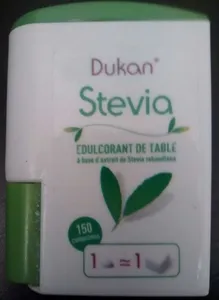 Dukan®
Stevia
EDULCORANT DE TABLE
à base d'extrait de Stevia rebaudiana
150
comprimés
1 ≃ 1